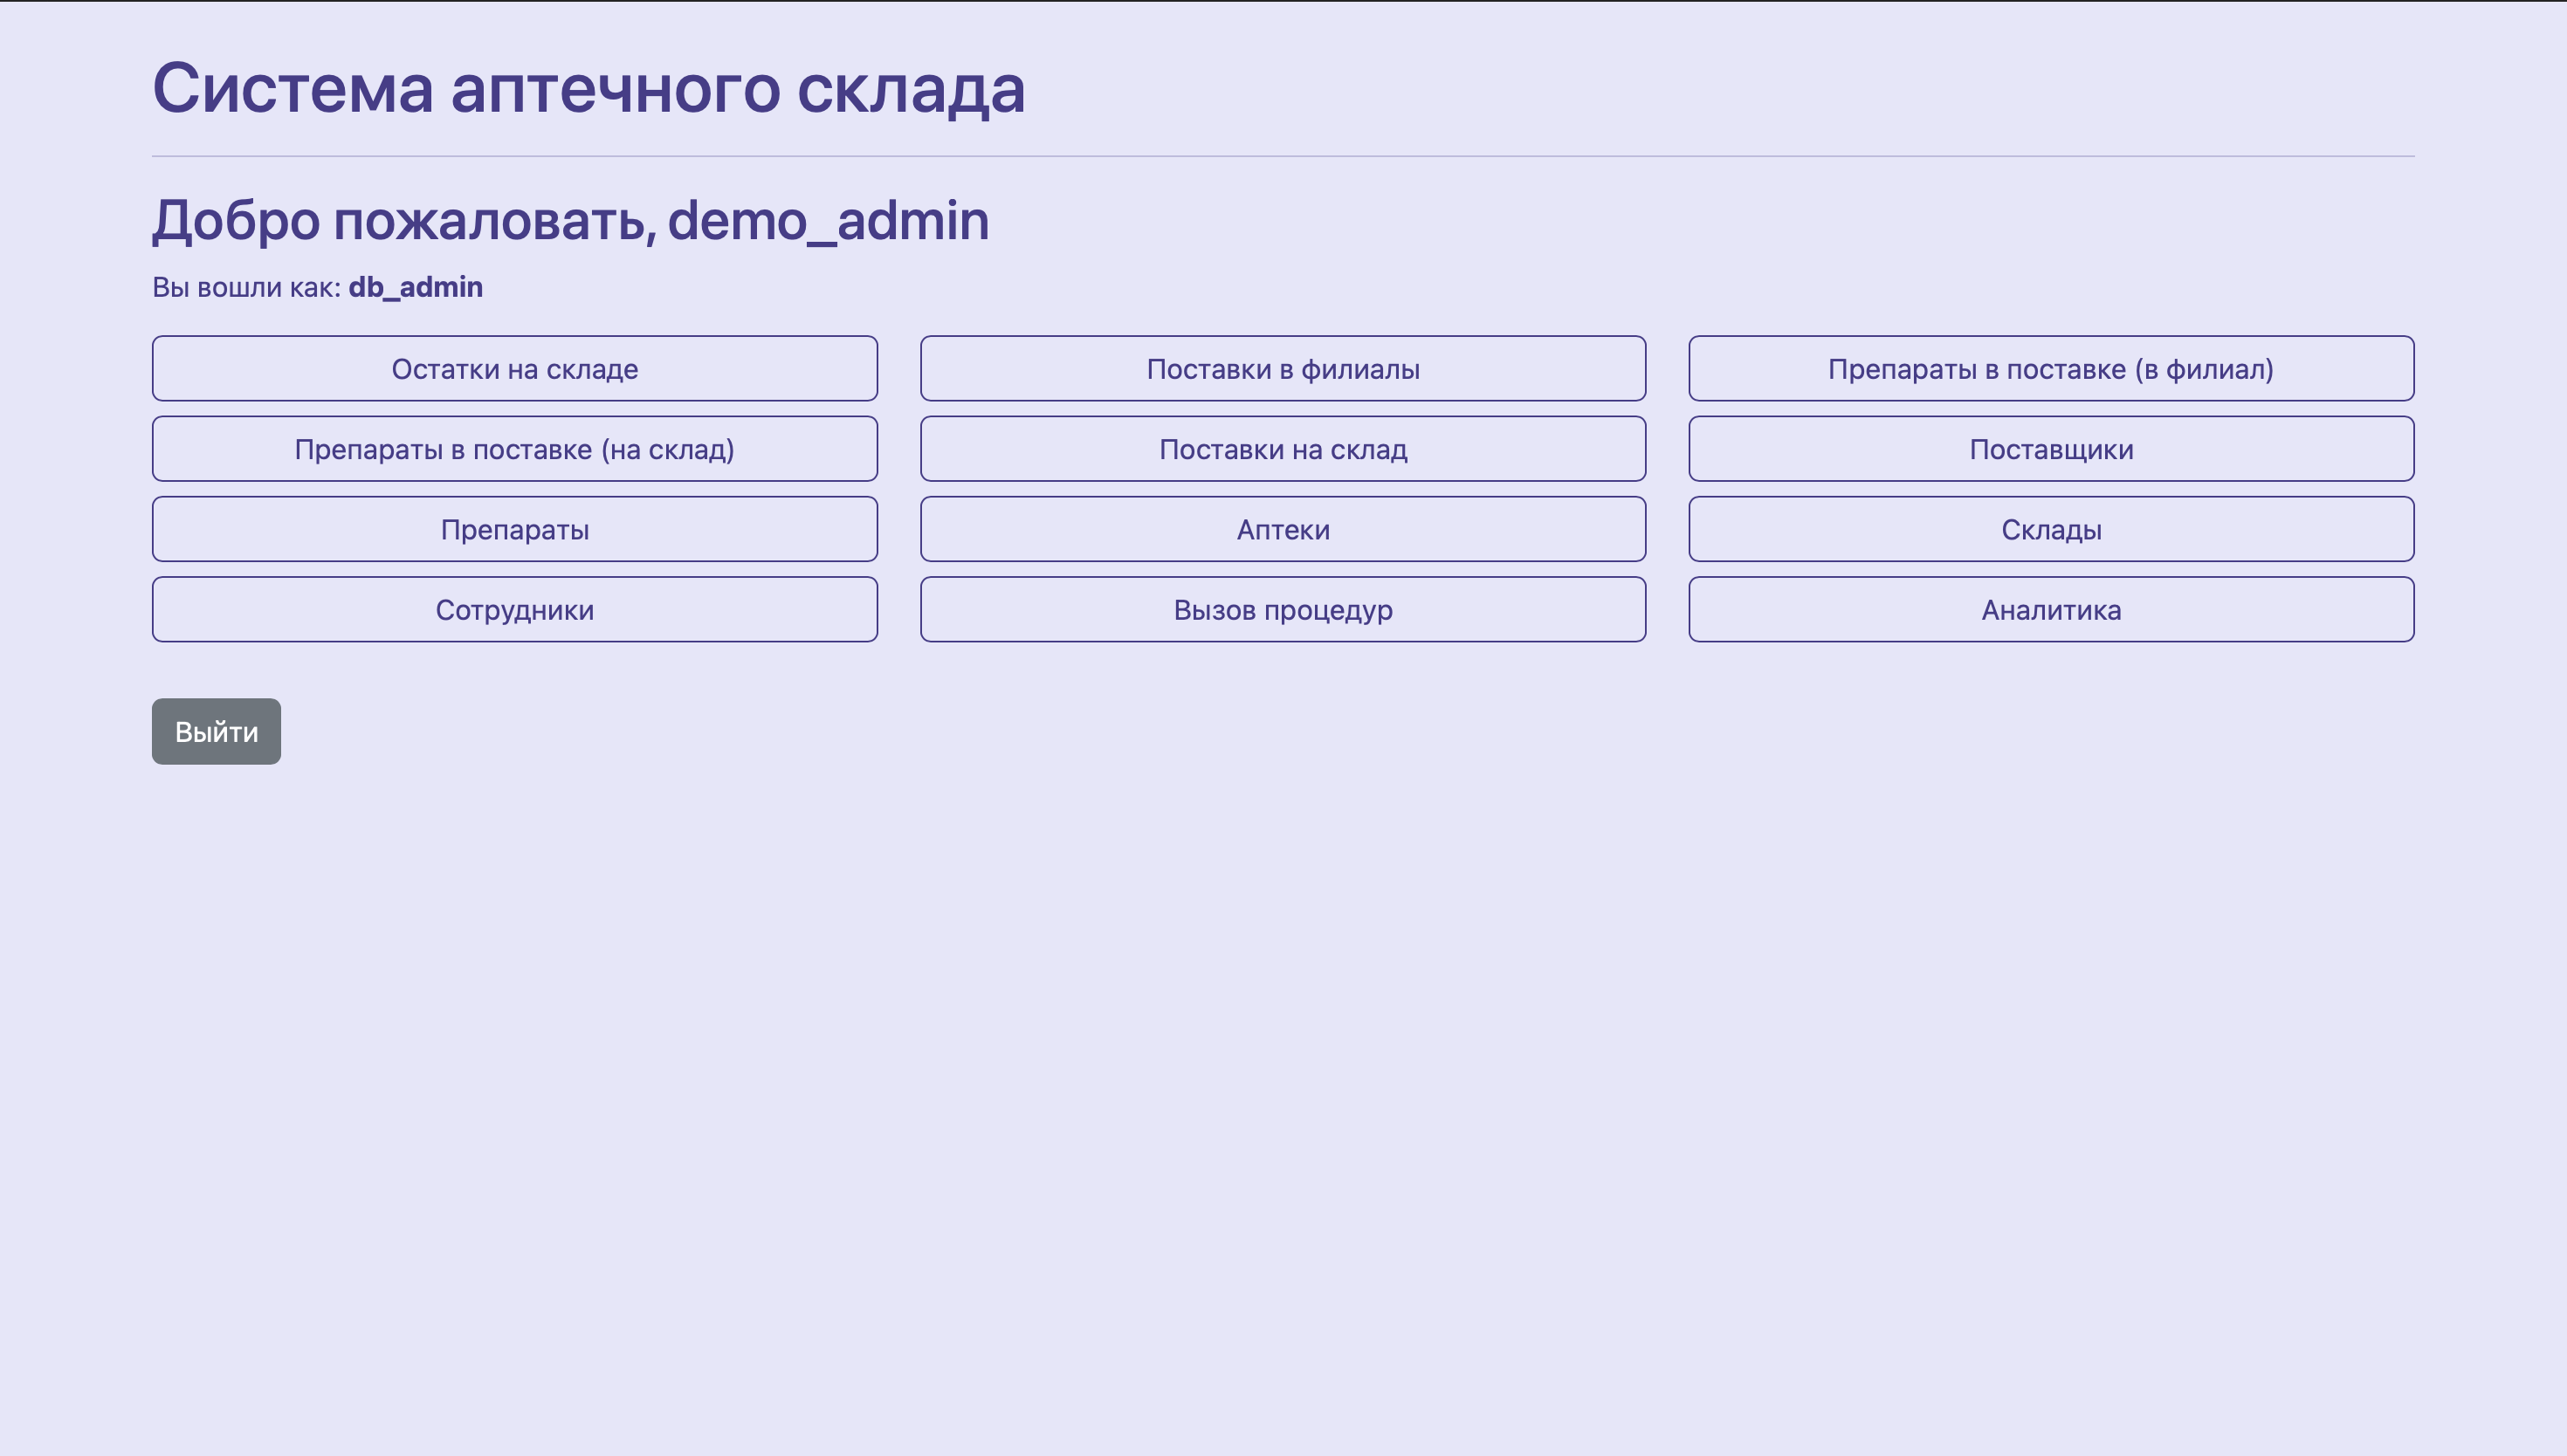 Система аптечного склада
Добро пожаловать, demo_admin
Вы вошли как: db_admin
Остатки на складе
Поставки в филиалы
Препараты в поставке (в филиал)
Препараты в поставке (на склад)
Поставки на склад
Поставщики
Препараты
Аптеки
Склады
Сотрудники
Вызов процедур
Аналитика
Выйти